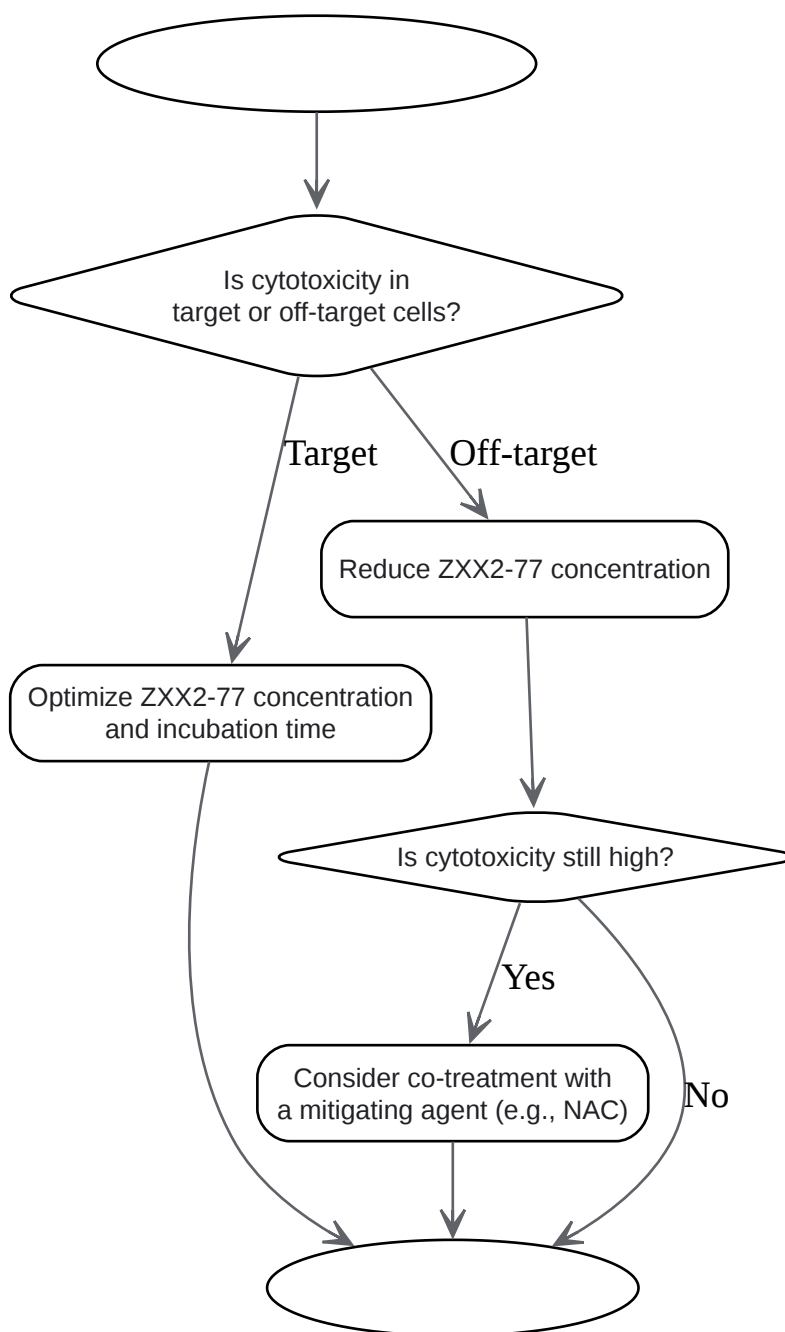 Is cytotoxicity in
target or off-target cells?
Target
Off-target
Reduce ZXX2-77 concentration
Optimize ZXX2-77 concentration
and incubation time
Is cytotoxicity still high?
Yes
Consider co-treatment with
a mitigating agent (e.g., NAC)
No